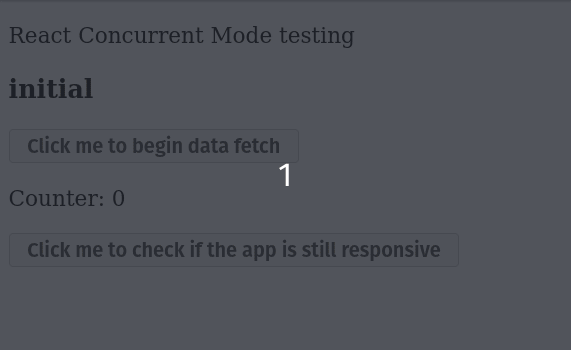 React Concurrent Mode testing
initial
Click me to begin data fetch
1
Counter: 0
Click me to check if the app is still responsive